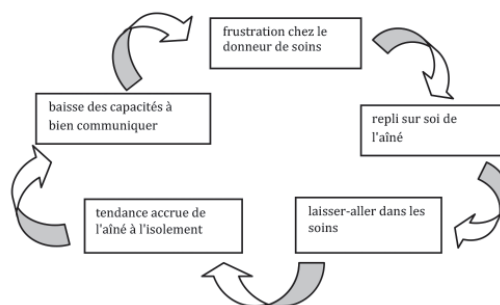 frustration chez le
donneur de soins
repli sur soi de
l'aîné
laisser-aller dans les
soins
tendance accrue de
l'aîné à l'isolement
baisse des capacités à
bien communiquer